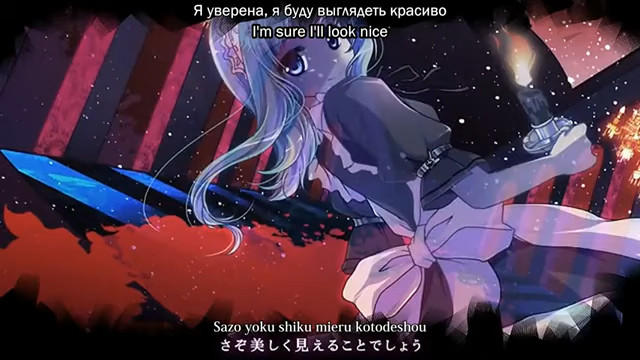 Я уверена, я буду выглядеть красиво
I'm sure I'll look nice
Sazo yoku shiku mieru kotodeshou
さぞ美しく見えることでしょう